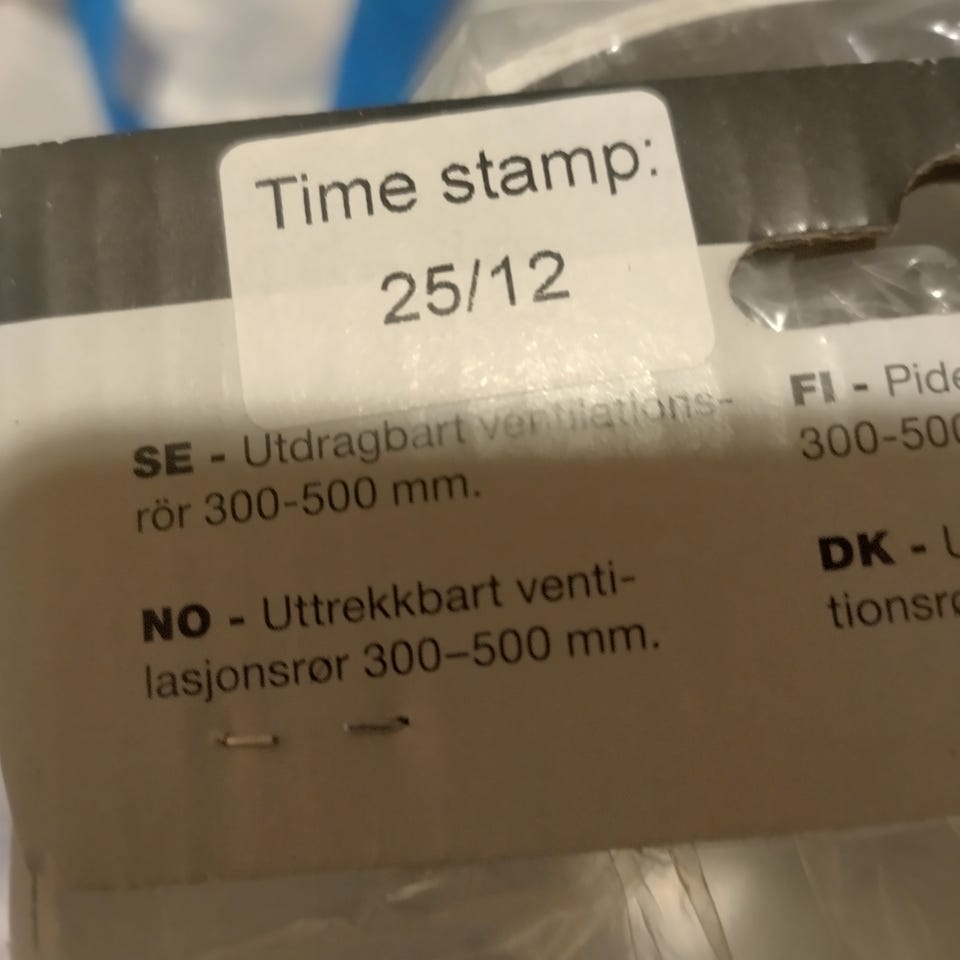 Time stamp:
25/12
SE - Utdragbart ventilations-
rör 300-500 mm.
NO - Uttrekkbart venti-
lasjonsrør 300–500 mm.
FI - Pide
300-500
DK - U
tionsrø